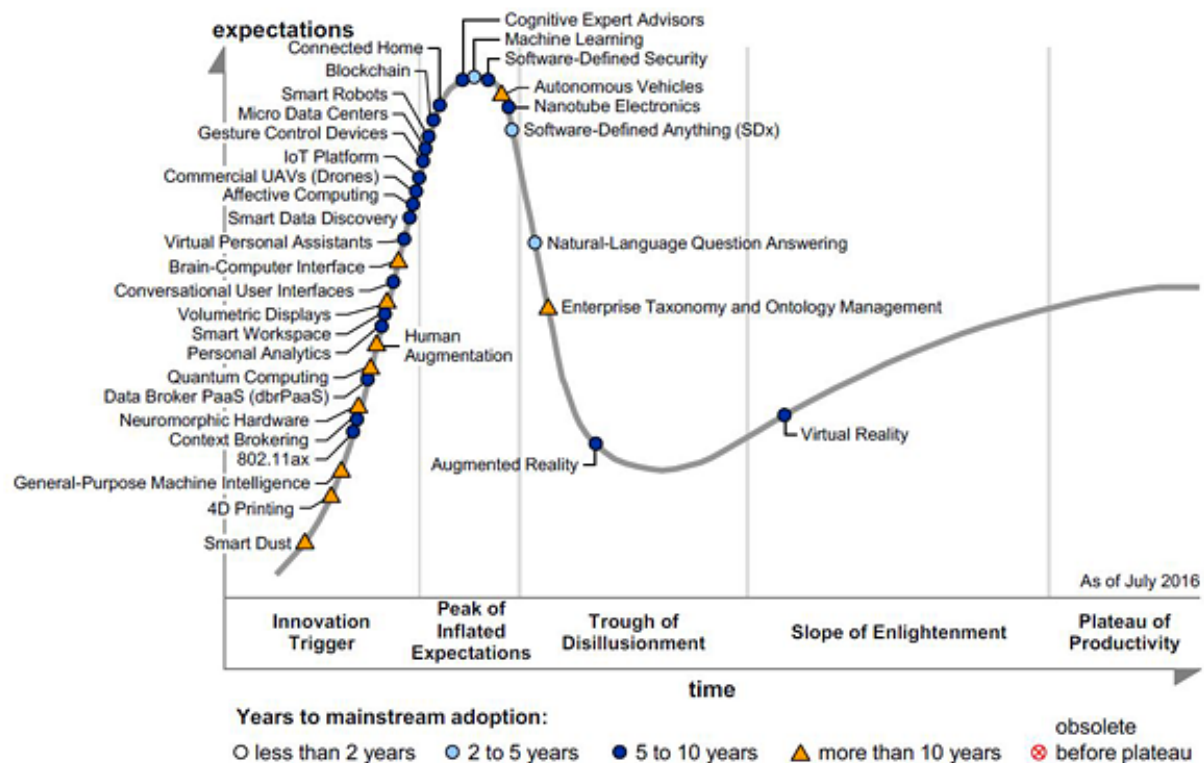 expectations
Cognitive Expert Advisors
Connected Home
Machine Learning
Blockchain
Software-Defined Security
Smart Robots
Autonomous Vehicles
Micro Data Centers
Nanotube Electronics
Gesture Control Devices
Software-Defined Anything (SDx)
IoT Platform
Commercial UAVs (Drones)
Affective Computing
Smart Data Discovery
Virtual Personal Assistants
Natural-Language Question Answering
Brain-Computer Interface
Conversational User Interfaces
Volumetric Displays
Enterprise Taxonomy and Ontology Management
Smart Workspace
Personal Analytics
Human
Augmentation
Quantum Computing
Data Broker PaaS (dbrPaaS)
Neuromorphic Hardware
Context Brokering
802.11ax
General-Purpose Machine Intelligence
4D Printing
Smart Dust
Augmented Reality
Virtual Reality
As of July 2016
Innovation
Trigger
Peak of
Inflated
Expectations
Trough of
Disillusionment
Slope of Enlightenment
Plateau of
Productivity
time
Years to mainstream adoption:
less than 2 years
2 to 5 years
5 to 10 years
more than 10 years
obsolete
before plateau